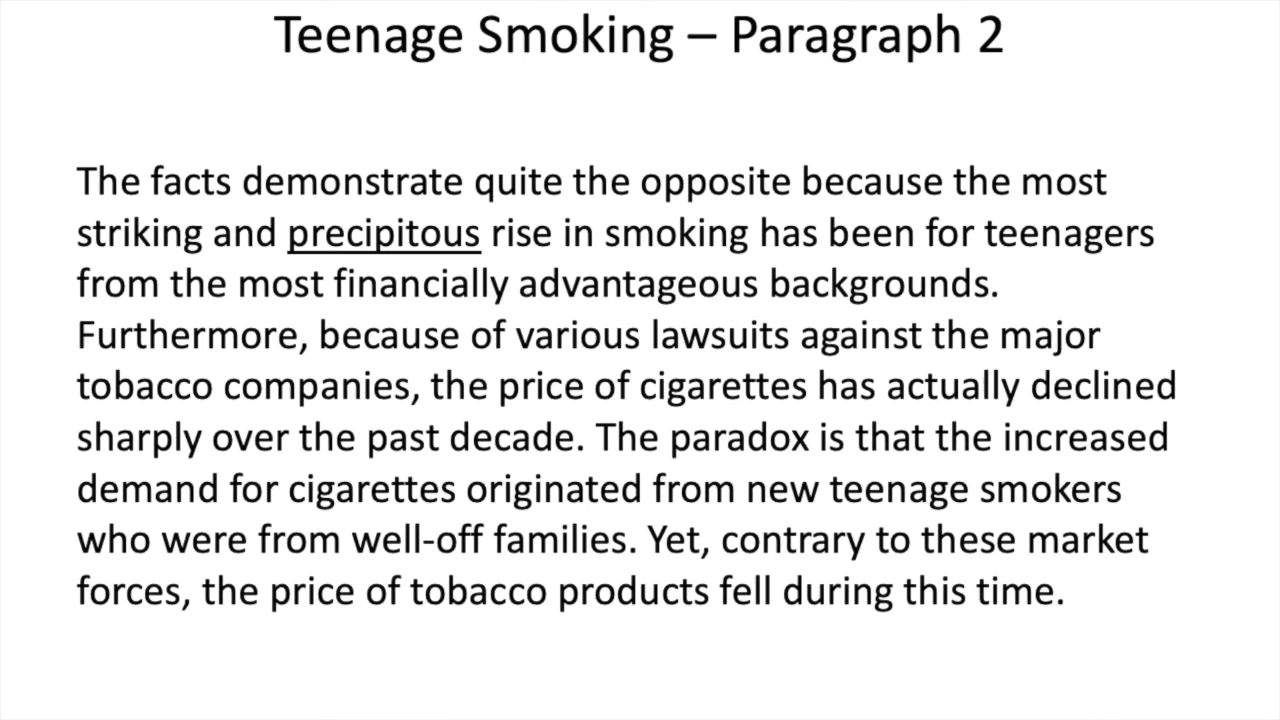 Teenage Smoking – Paragraph 2
The facts demonstrate quite the opposite because the most
striking and precipitous rise in smoking has been for teenagers
from the most financially advantageous backgrounds.
Furthermore, because of various lawsuits against the major
tobacco companies, the price of cigarettes has actually declined
sharply over the past decade. The paradox is that the increased
demand for cigarettes originated from new teenage smokers
who were from well-off families. Yet, contrary to these market
forces, the price of tobacco products fell during this time.